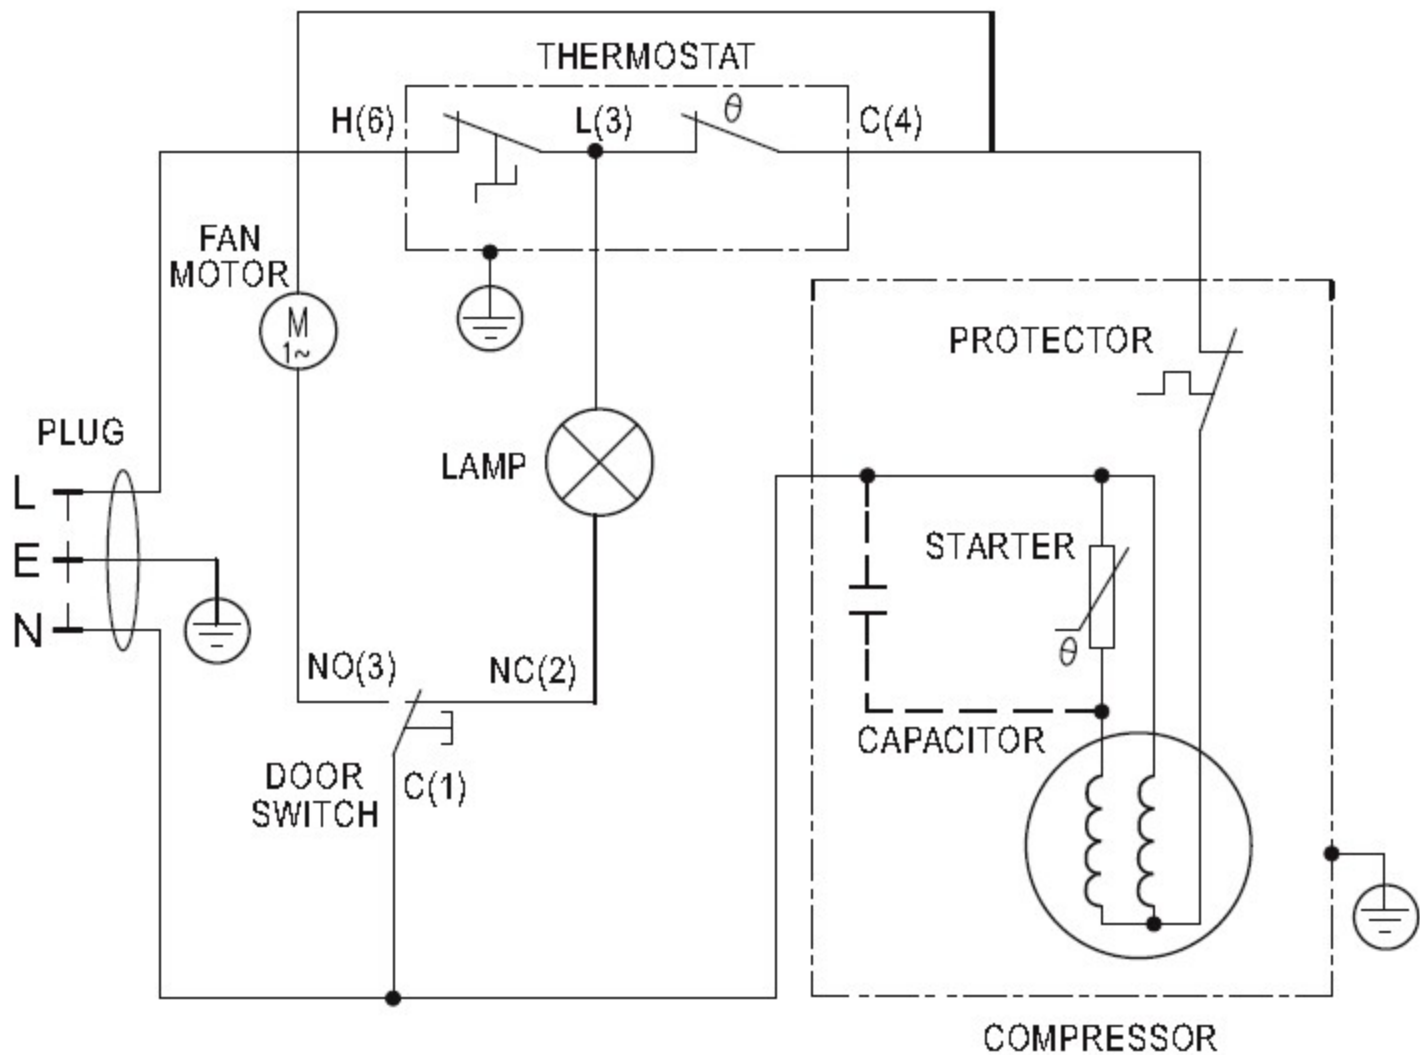 THERMOSTAT
H(6)
L(3)
θ
C(4)
FAN
MOTOR
M
1~
PROTECTOR
PLUG
L
E
N
LAMP
STARTER
θ
NO(3)
NC(2)
CAPACITOR
DOOR
SWITCH
C(1)
COMPRESSOR